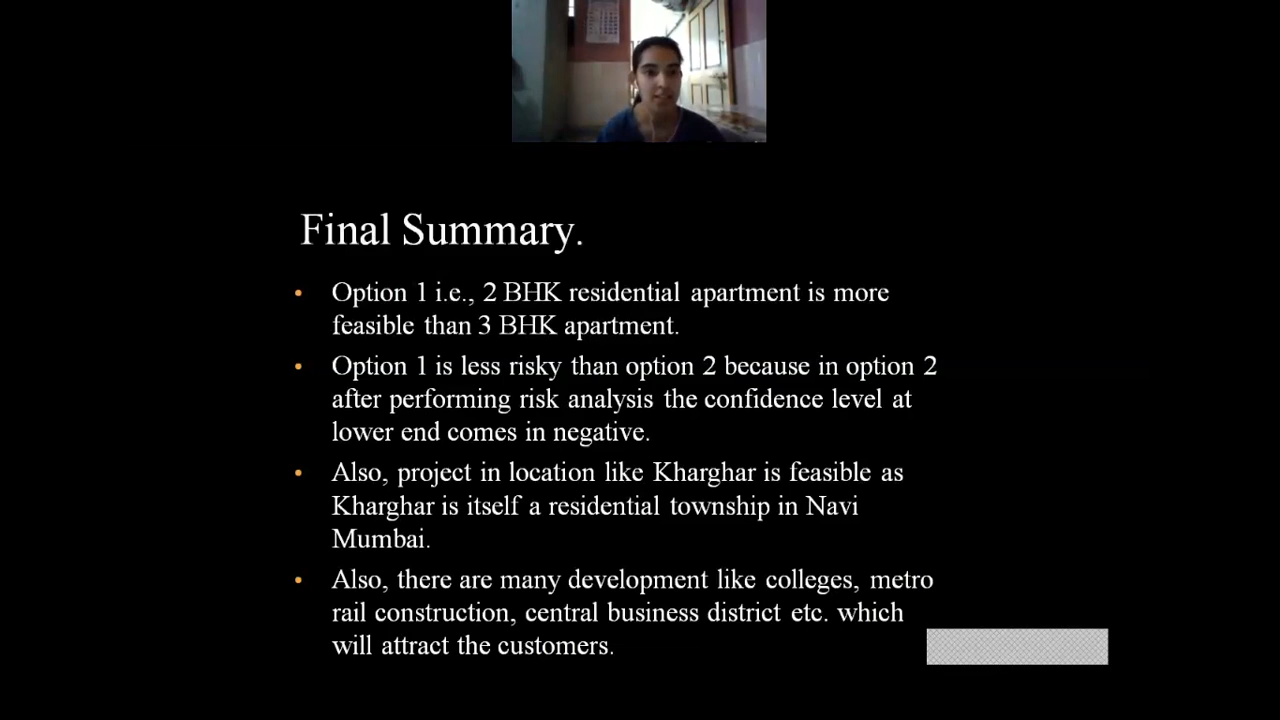 Final Summary.
• Option 1 i.e., 2 BHK residential apartment is more
feasible than 3 BHK apartment.
• Option 1 is less risky than option 2 because in option 2
after performing risk analysis the confidence level at
lower end comes in negative.
• Also, project in location like Kharghar is feasible as
Kharghar is itself a residential township in Navi
Mumbai.
• Also, there are many development like colleges, metro
rail construction, central business district etc. which
will attract the customers.